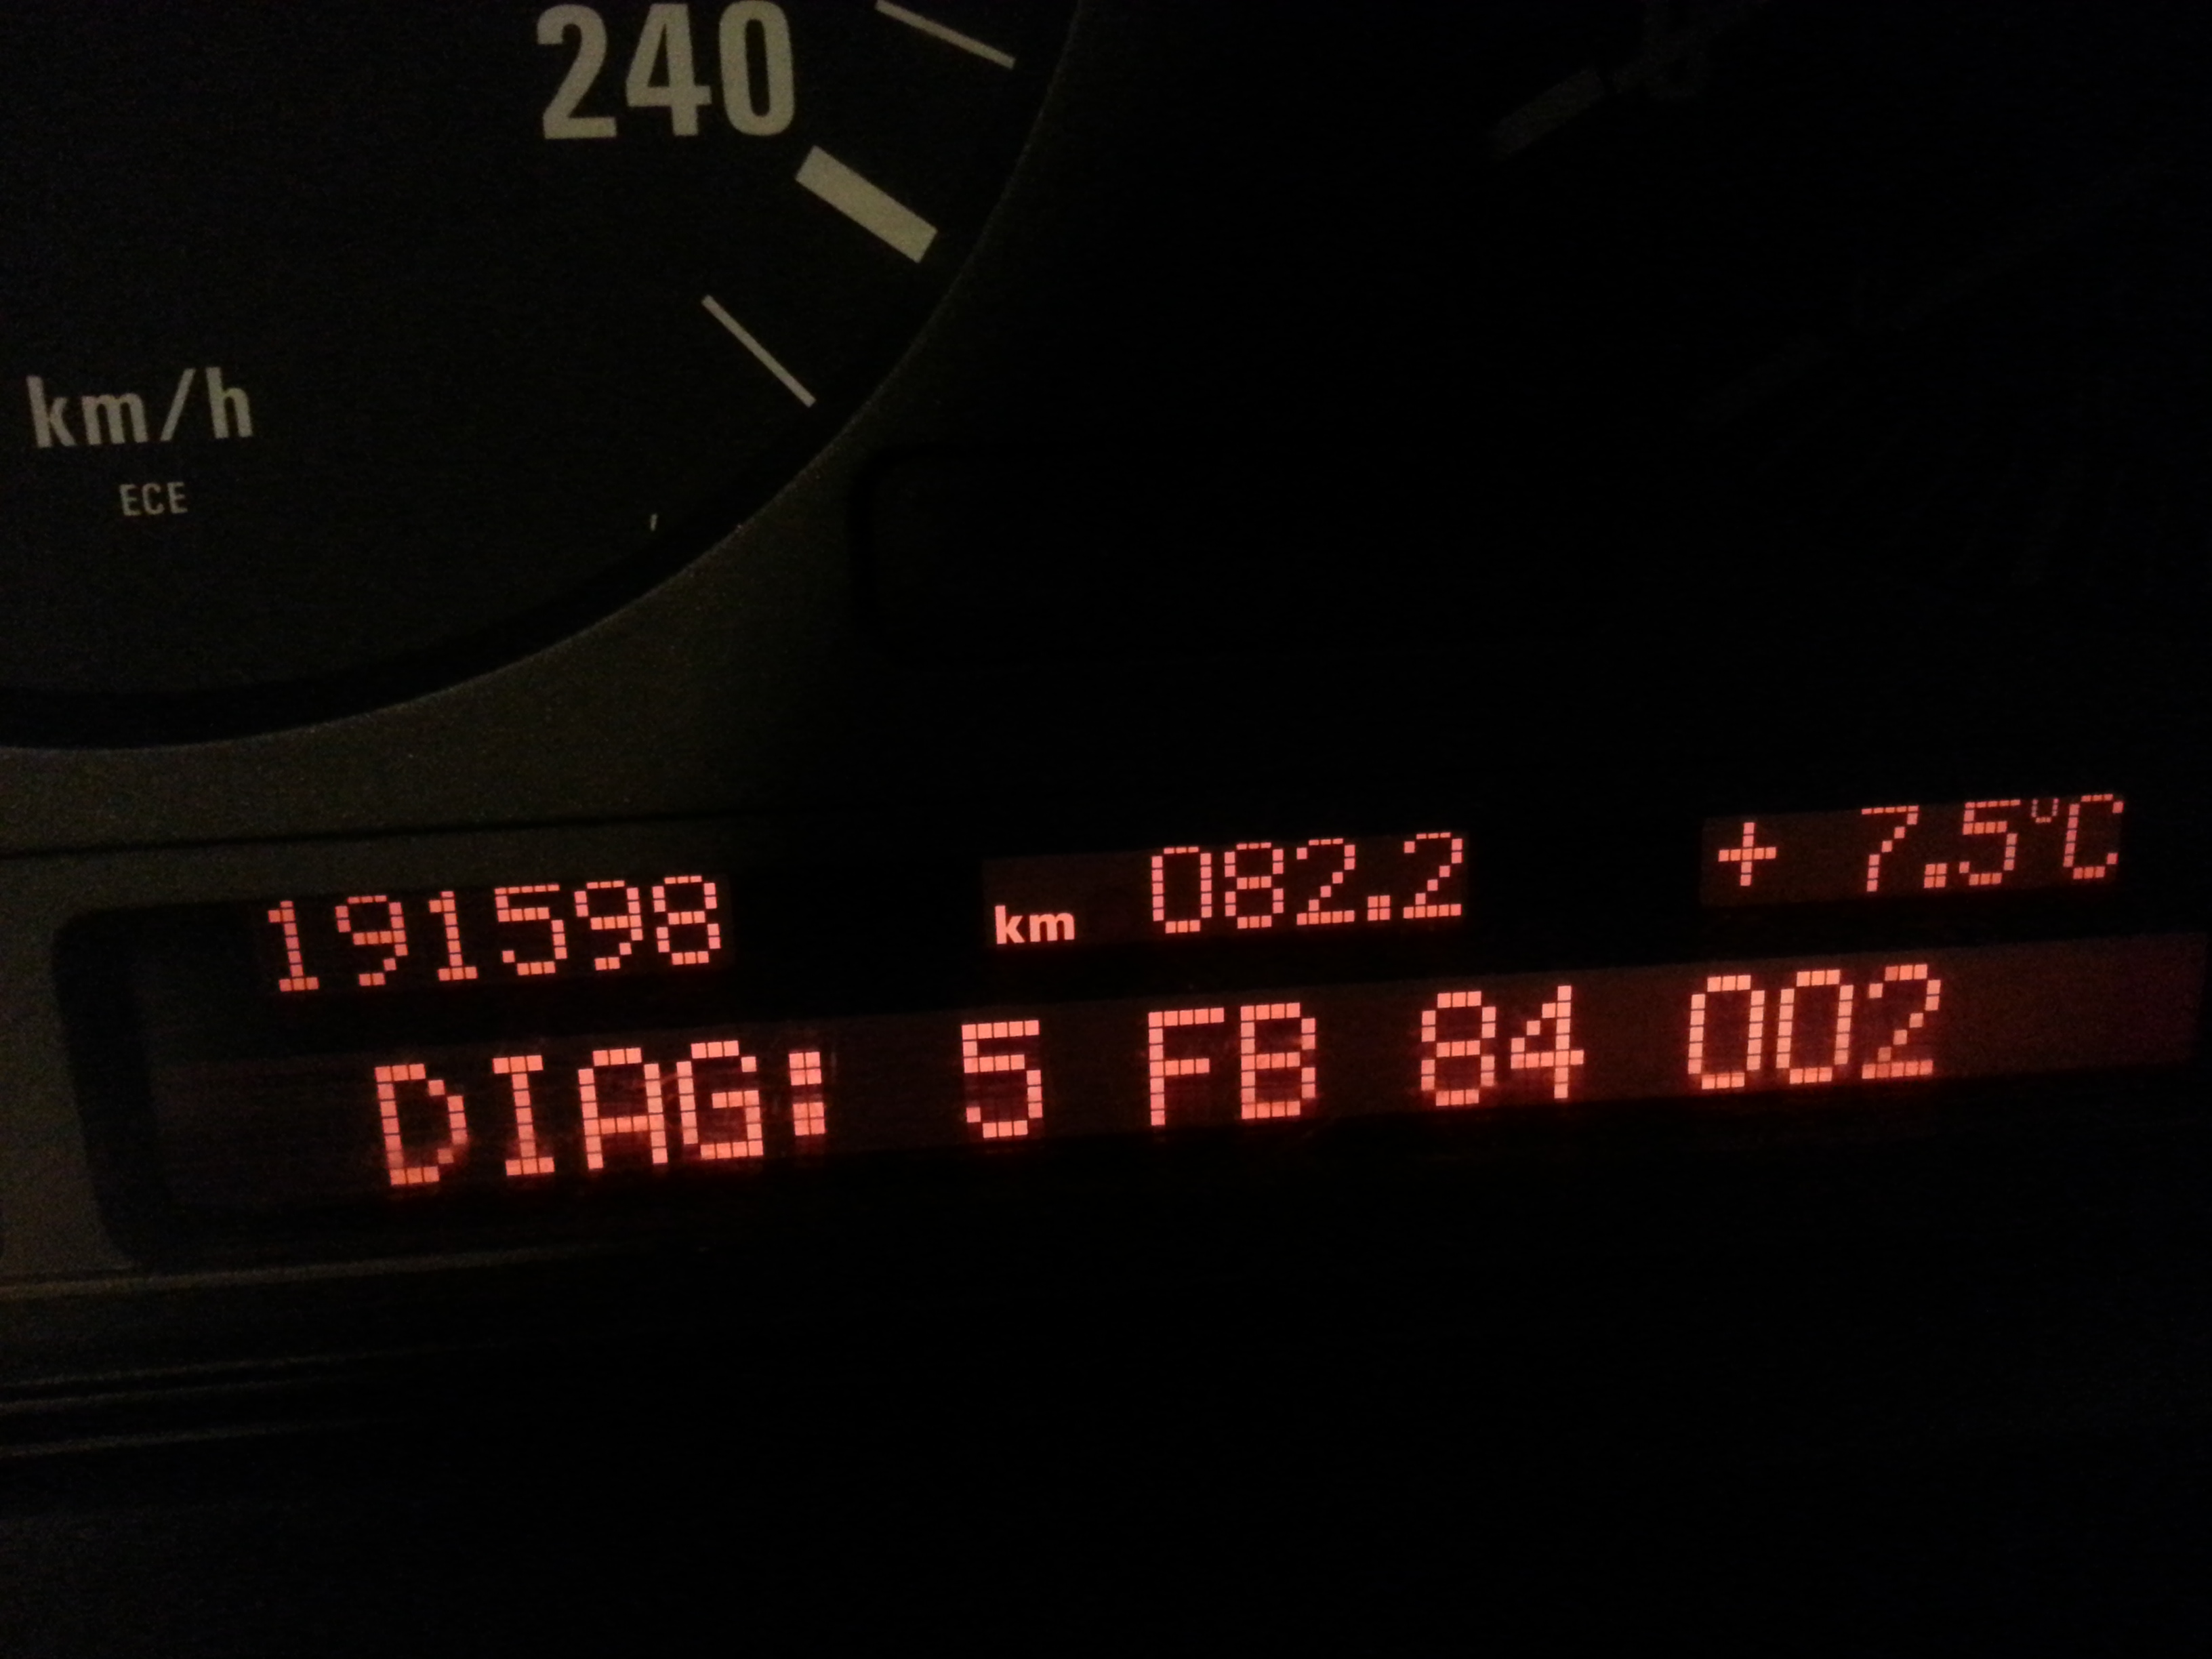 240
km/h
ECE
191598 km 082.2 + 7.5°C
DIAG: 5 FB 84 002